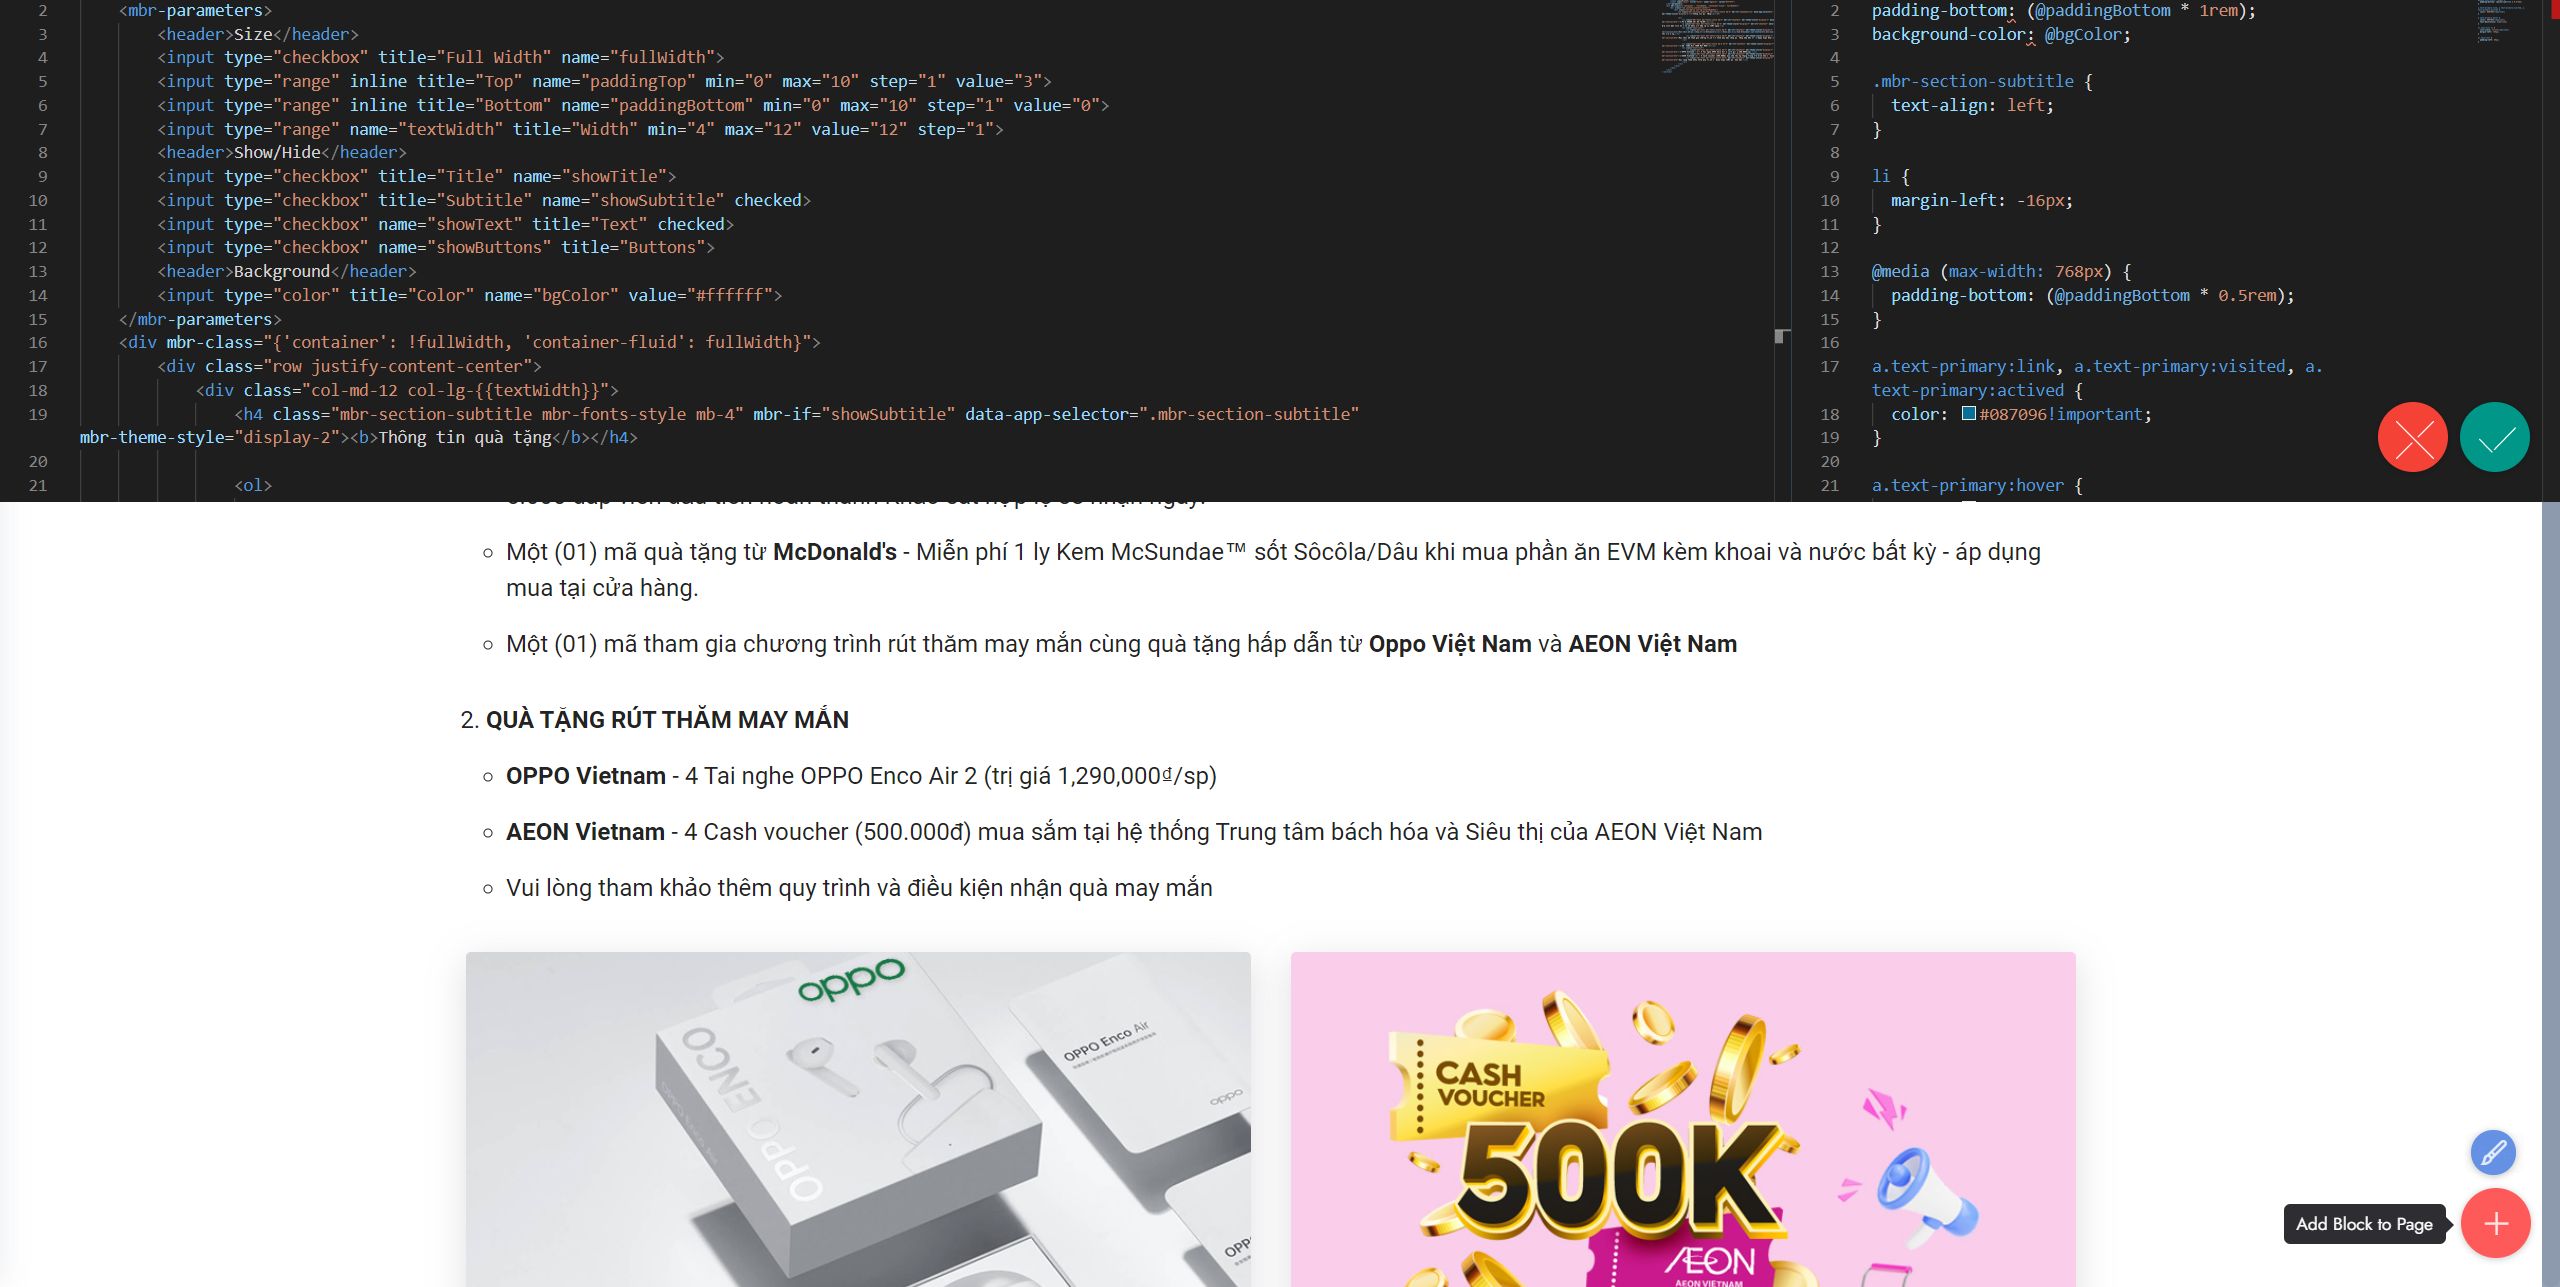 2 <mbr-parameters>
3 <header>Size</header>
4 <input type="checkbox" title="Full Width" name="fullWidth">
5 <input type="range" inline title="Top" name="paddingTop" min="0" max="10" step="1" value="3">
6 <input type="range" inline title="Bottom" name="paddingBottom" min="0" max="10" step="1" value="0">
7 <input type="range" name="textWidth" title="Width" min="4" max="12" value="12" step="1">
8 <header>Show/Hide</header>
9 <input type="checkbox" title="Title" name="showTitle">
10 <input type="checkbox" title="Subtitle" name="showSubtitle" checked>
11 <input type="checkbox" name="showText" title="Text" checked>
12 <input type="checkbox" name="showButtons" title="Buttons">
13 <header>Background</header>
14 <input type="color" title="Color" name="bgColor" value="#ffffff">
15 </mbr-parameters>
16 <div mbr-class="{'container': !fullWidth, 'container-fluid': fullWidth}">
17 <div class="row justify-content-center">
18 <div class="col-md-12 col-lg-{{textWidth}}">
19 <h4 class="mbr-section-subtitle mbr-fonts-style mb-4" mbr-if="showSubtitle" data-app-selector=".mbr-section-subtitle"
mbr-theme-style="display-2"><b>Thông tin quà tặng</b></h4>
20
21 <ol>
2 padding-bottom: (@paddingBottom * 1rem);
3 background-color: @bgColor;
4
5 .mbr-section-subtitle {
6 text-align: left;
7 }
8
9 li {
10 margin-left: -16px;
11 }
12
13 @media (max-width: 768px) {
14 padding-bottom: (@paddingBottom * 0.5rem);
15 }
16
17 a.text-primary:link, a.text-primary:visited, a.
text-primary:actived {
18 color: #087096!important;
19 }
20
21 a.text-primary:hover {
Một (01) mã quà tặng từ McDonald's - Miễn phí 1 ly Kem McSundae™ sốt Sôcôla/Dâu khi mua phần ăn EVM kèm khoai và nước bất kỳ - áp dụng
mua tại cửa hàng.
Một (01) mã tham gia chương trình rút thăm may mắn cùng quà tặng hấp dẫn từ Oppo Việt Nam và AEON Việt Nam
2. QUÀ TẶNG RÚT THĂM MAY MẮN
OPPO Vietnam - 4 Tai nghe OPPO Enco Air 2 (trị giá 1,290,000₫/sp)
AEON Vietnam - 4 Cash voucher (500.000đ) mua sắm tại hệ thống Trung tâm bách hóa và Siêu thị của AEON Việt Nam
Vui lòng tham khảo thêm quy trình và điều kiện nhận quà may mắn
oppo
OPPO ENCO
OPPO Enco Air
oppo
OPPO
CASH
VOUCHER
500K
AEON
AEON VIETNAM
Add Block to Page